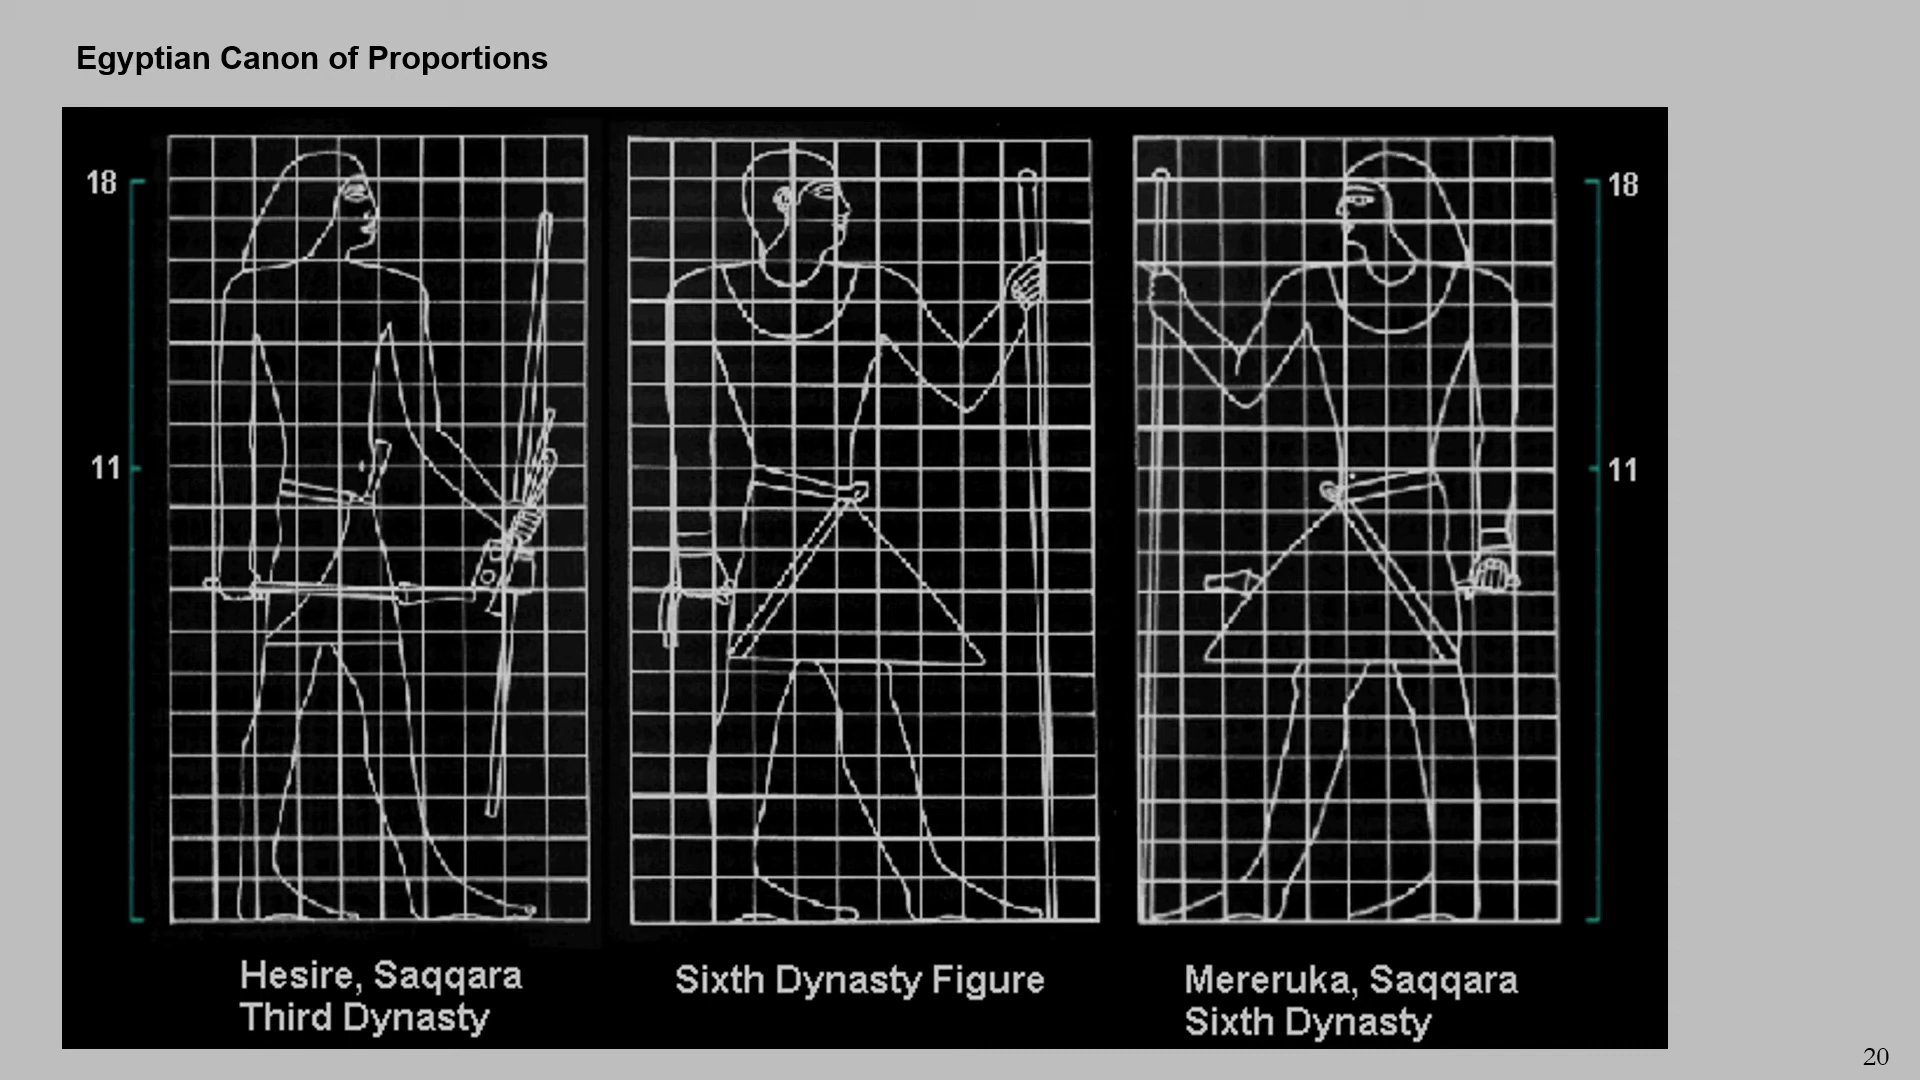 Egyptian Canon of Proportions
18
18
11
11
Hesire, Saqqara
Third Dynasty
Sixth Dynasty Figure
Mereruka, Saqqara
Sixth Dynasty
20